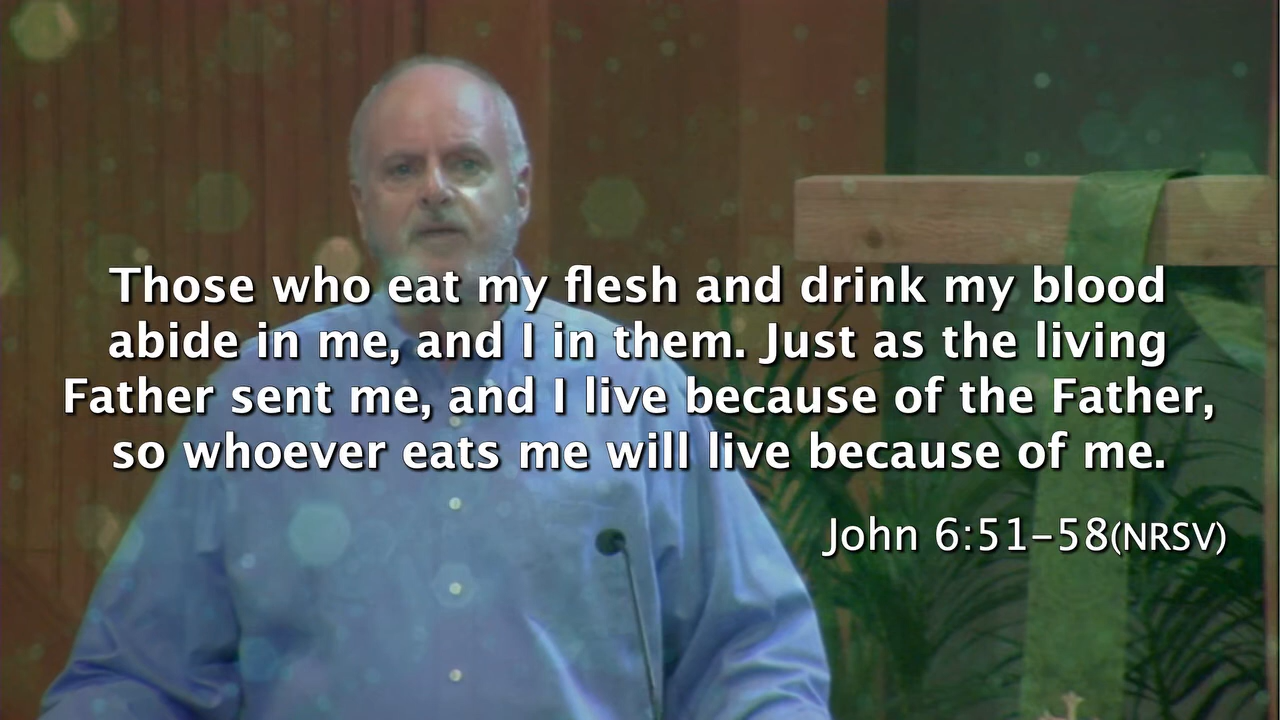 Those who eat my flesh and drink my blood
abide in me, and I in them. Just as the living
Father sent me, and I live because of the Father,
so whoever eats me will live because of me.
John 6:51–58(NRSV)